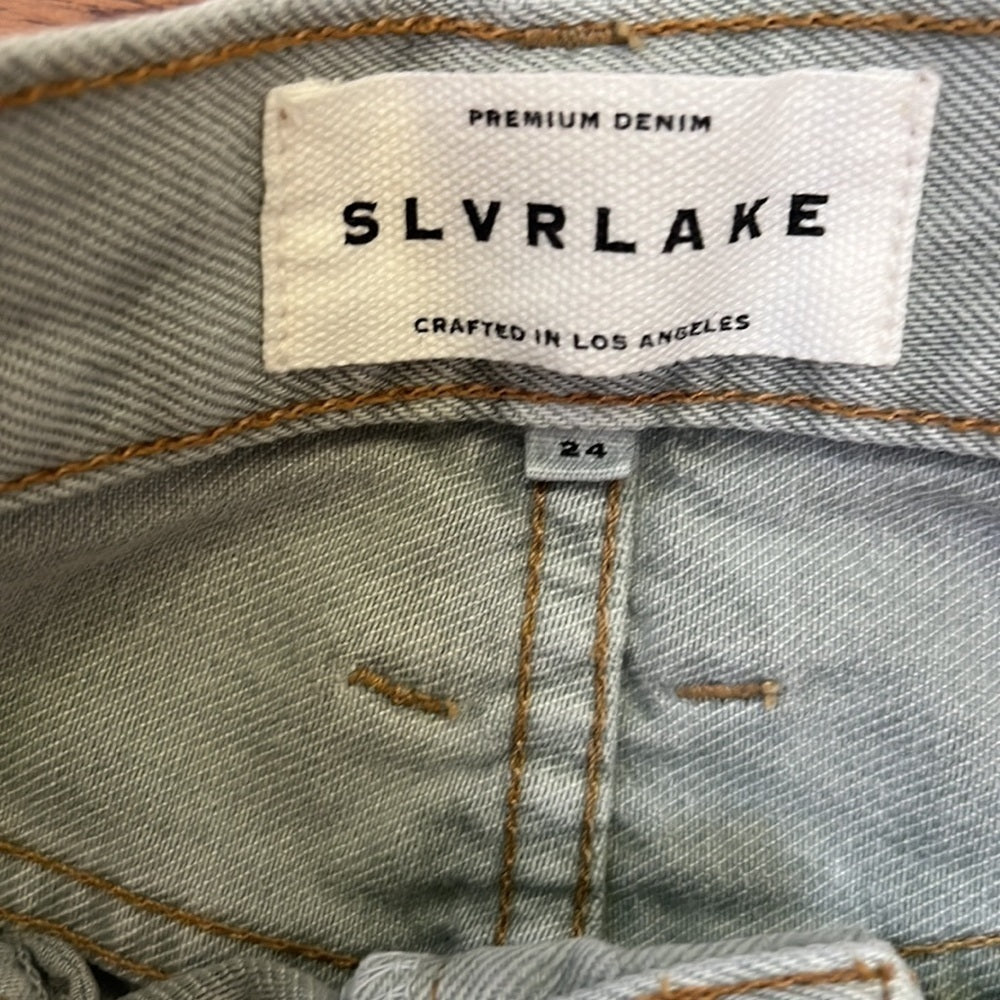 PREMIUM DENIM
SLVRLAKE
CRAFTED IN LOS ANGELES
24